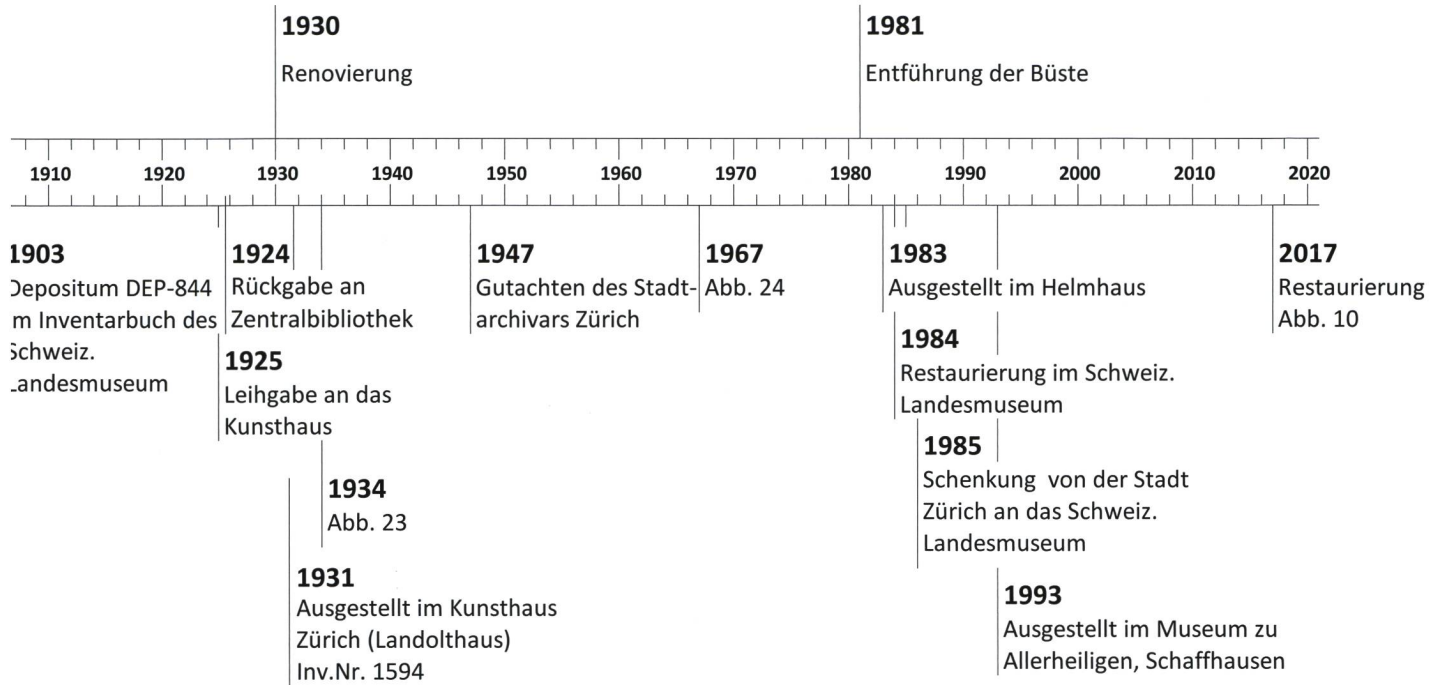 1930
Renovierung
1981
Entführung der Büste
1910 1920 1930 1940 1950 1960 1970 1980 1990 2000 2010 2020
1903
Depositum DEP-844
im Inventarbuch des
Schweiz.
Landesmuseum
1924
Rückgabe an
Zentralbibliothek
1925
Leihgabe an das
Kunsthaus
1934
Abb. 23
1931
Ausgestellt im Kunsthaus
Zürich (Landolthaus)
Inv.Nr. 1594
1947
Gutachten des Stadt-
archivars Zürich
1967
Abb. 24
1983
Ausgestellt im Helmhaus
1984
Restaurierung im Schweiz.
Landesmuseum
1985
Schenkung von der Stadt
Zürich an das Schweiz.
Landesmuseum
1993
Ausgestellt im Museum zu
Allerheiligen, Schaffhausen
2017
Restaurierung
Abb. 10